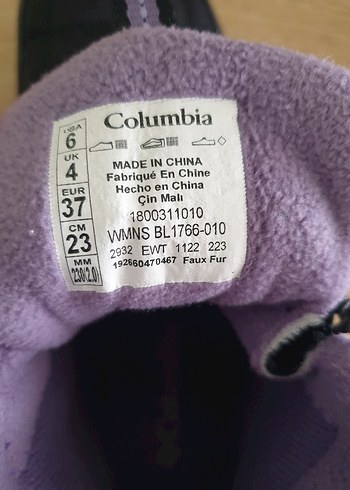 Columbia
USA
6
UK
4
EUR
37
CM
23
MM
230(2.0)
MADE IN CHINA
Fabriqué En Chine
Hecho en China
Çin Malı
1800311010
WMNS BL1766-010
2932 EWT 1122 223
192660470467 Faux Fur